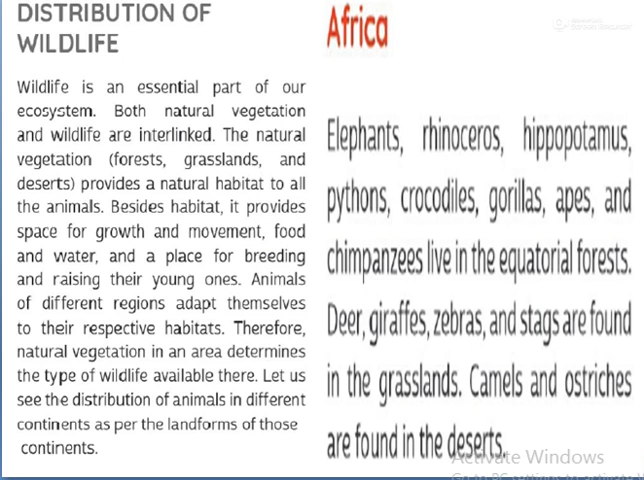 DISTRIBUTION OF
WILDLIFE
Wildlife is an essential part of our
ecosystem. Both natural vegetation
and wildlife are interlinked. The natural
vegetation (forests, grasslands, and
deserts) provides a natural habitat to all
the animals. Besides habitat, it provides
space for growth and movement, food
and water, and a place for breeding
and raising their young ones. Animals
of different regions adapt themselves
to their respective habitats. Therefore,
natural vegetation in an area determines
the type of wildlife available there. Let us
see the distribution of animals in different
continents as per the landforms of those
continents.
Africa
Elephants, rhinoceros, hippopotamus,
pythons, crocodiles, gorillas, apes, and
chimpanzees live in the equatorial forests.
Deer, giraffes, zebras, and stags are found
in the grasslands. Camels and ostriches
are found in the deserts.
Activate Windows